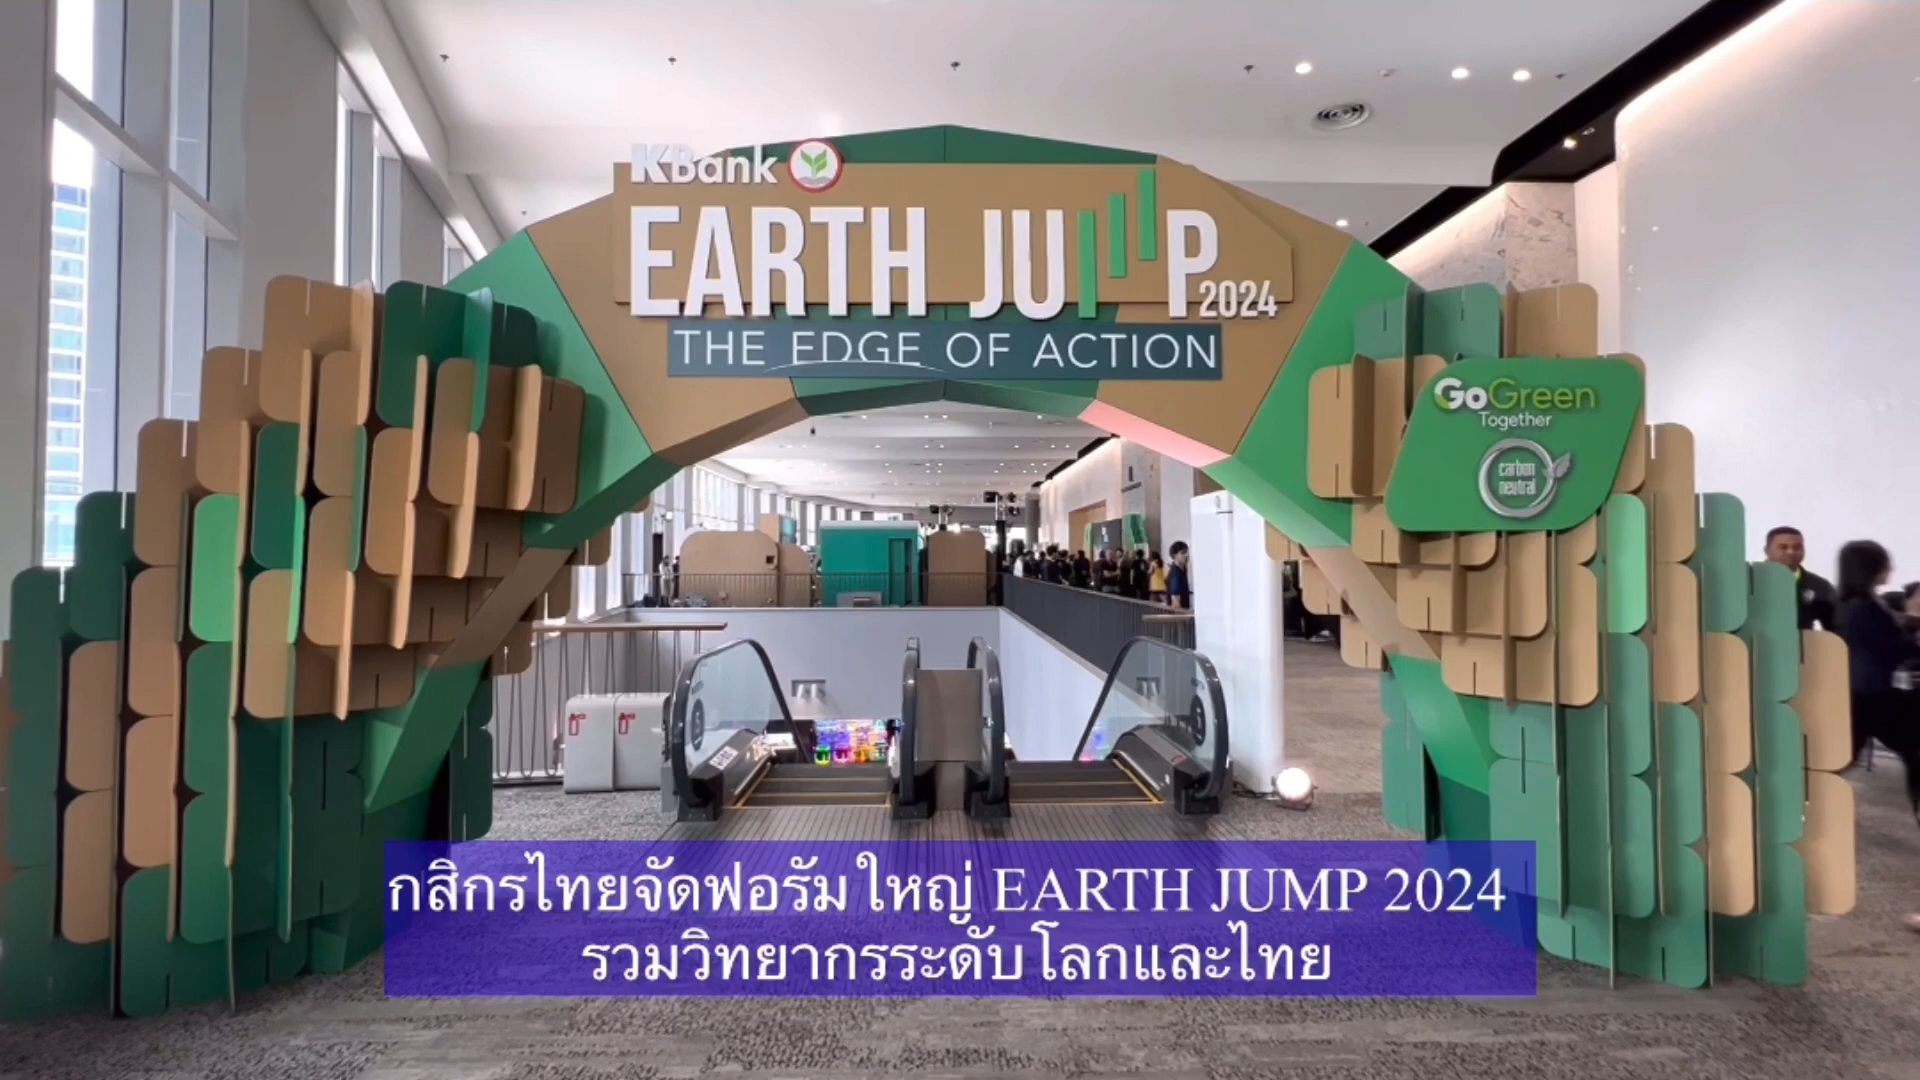 KBank
EARTH JUMP 2024
THE EDGE OF ACTION
GoGreen
Together
carbon
neutral
กสิกรไทยจัดฟอรัมใหญ่ EARTH JUMP 2024
รวมวิทยากรระดับโลกและไทย